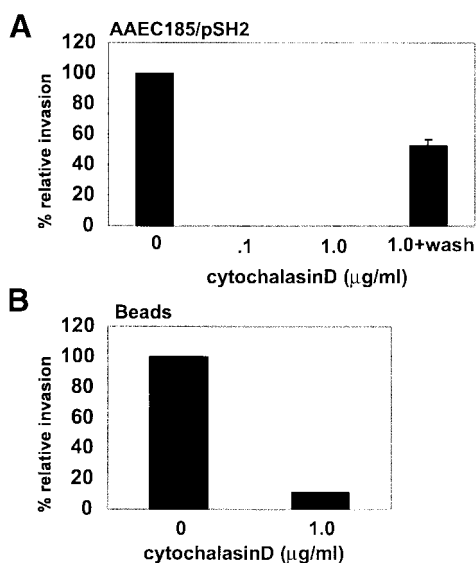 A
AAEC185/pSH2
% relative invasion
120
100
80
60
40
20
0
0 .1 1.0 1.0+wash
cytochalasinD (μg/ml)
B
Beads
% relative invasion
120
100
80
60
40
20
0
0 1.0
cytochalasinD (μg/ml)